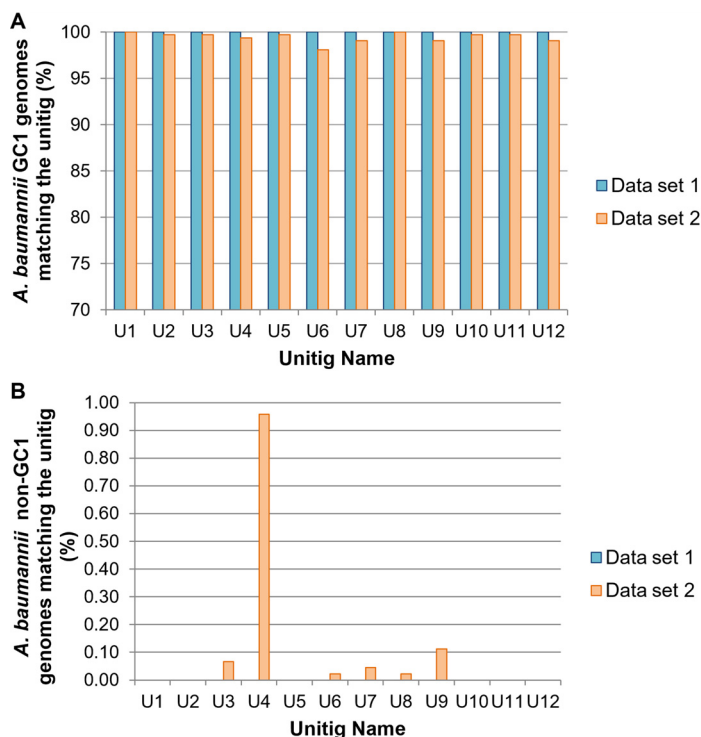 A
A. baumannii GC1 genomes
matching the unitig (%)
100
95
90
85
80
75
70
U1 U2 U3 U4 U5 U6 U7 U8 U9 U10 U11 U12
Unitig Name
Data set 1
Data set 2
B
A. baumannii non-GC1
genomes matching the unitig
(%)
1.00
0.90
0.80
0.70
0.60
0.50
0.40
0.30
0.20
0.10
0.00
U1 U2 U3 U4 U5 U6 U7 U8 U9 U10 U11 U12
Unitig Name
Data set 1
Data set 2